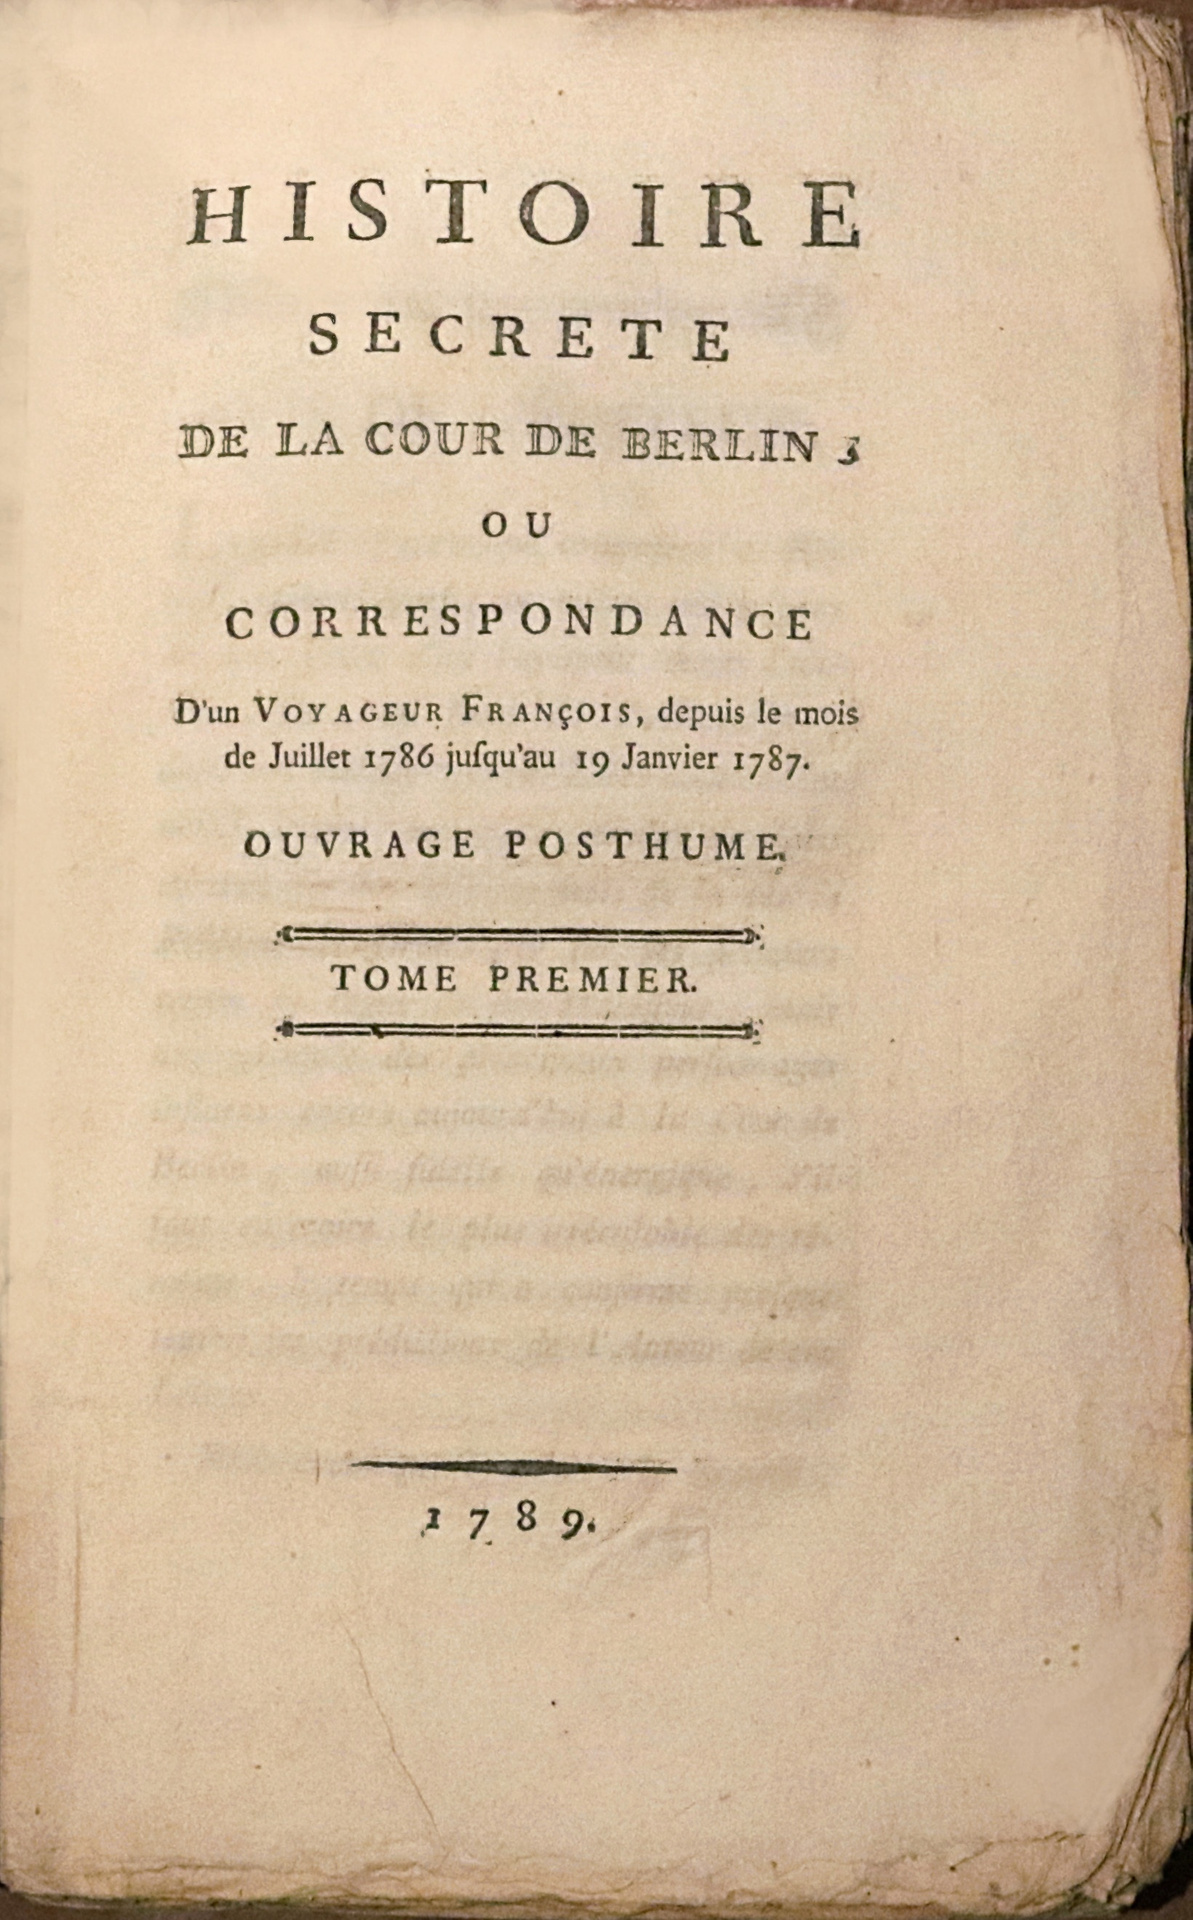 HISTOIRE
SECRETE
DE LA COUR DE BERLIN,
OU
CORRESPONDANCE
D'un VOYAGEUR FRANÇOIS, depuis le mois
de Juillet 1786 juſqu'au 19 Janvier 1787.
OUVRAGE POSTHUME.
TOME PREMIER.
1789.